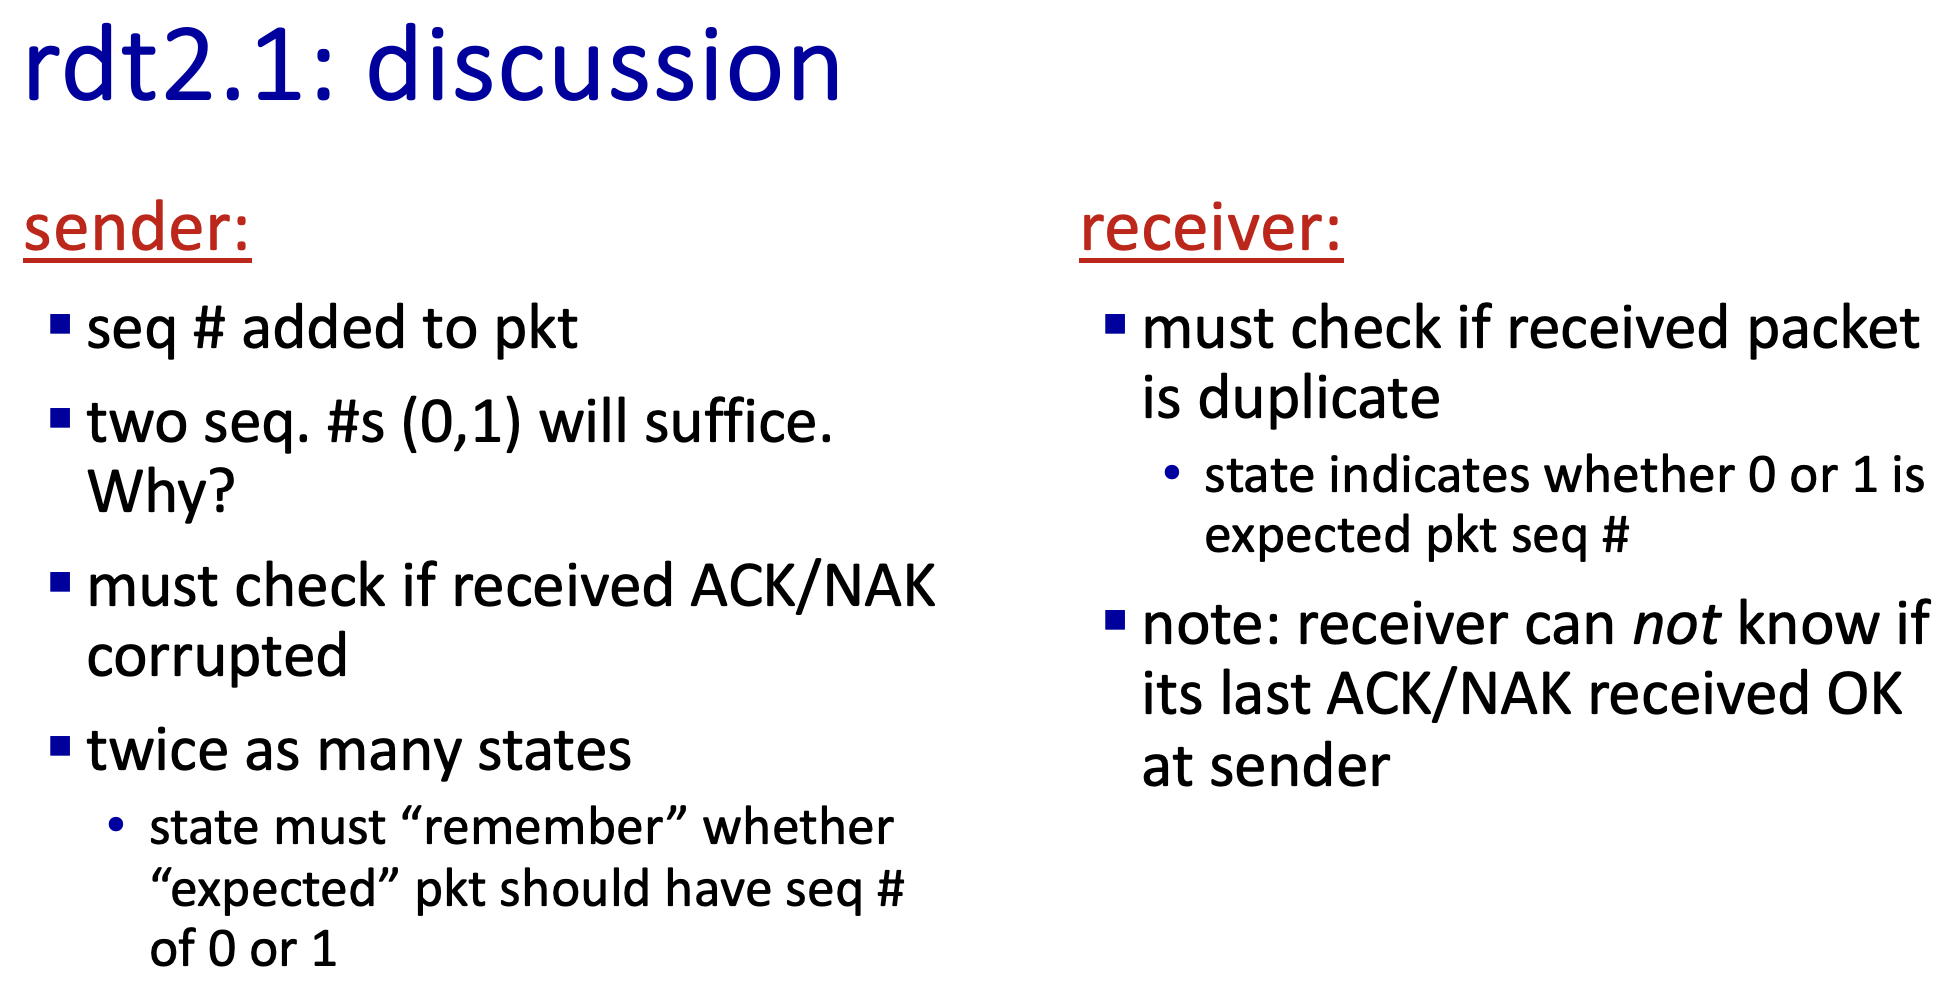 rdt2.1: discussion
sender:
seq # added to pkt
two seq. #s (0,1) will suffice.
Why?
must check if received ACK/NAK
corrupted
twice as many states
state must “remember” whether
“expected” pkt should have seq #
of 0 or 1
receiver:
must check if received packet
is duplicate
state indicates whether 0 or 1 is
expected pkt seq #
note: receiver can not know if
its last ACK/NAK received OK
at sender